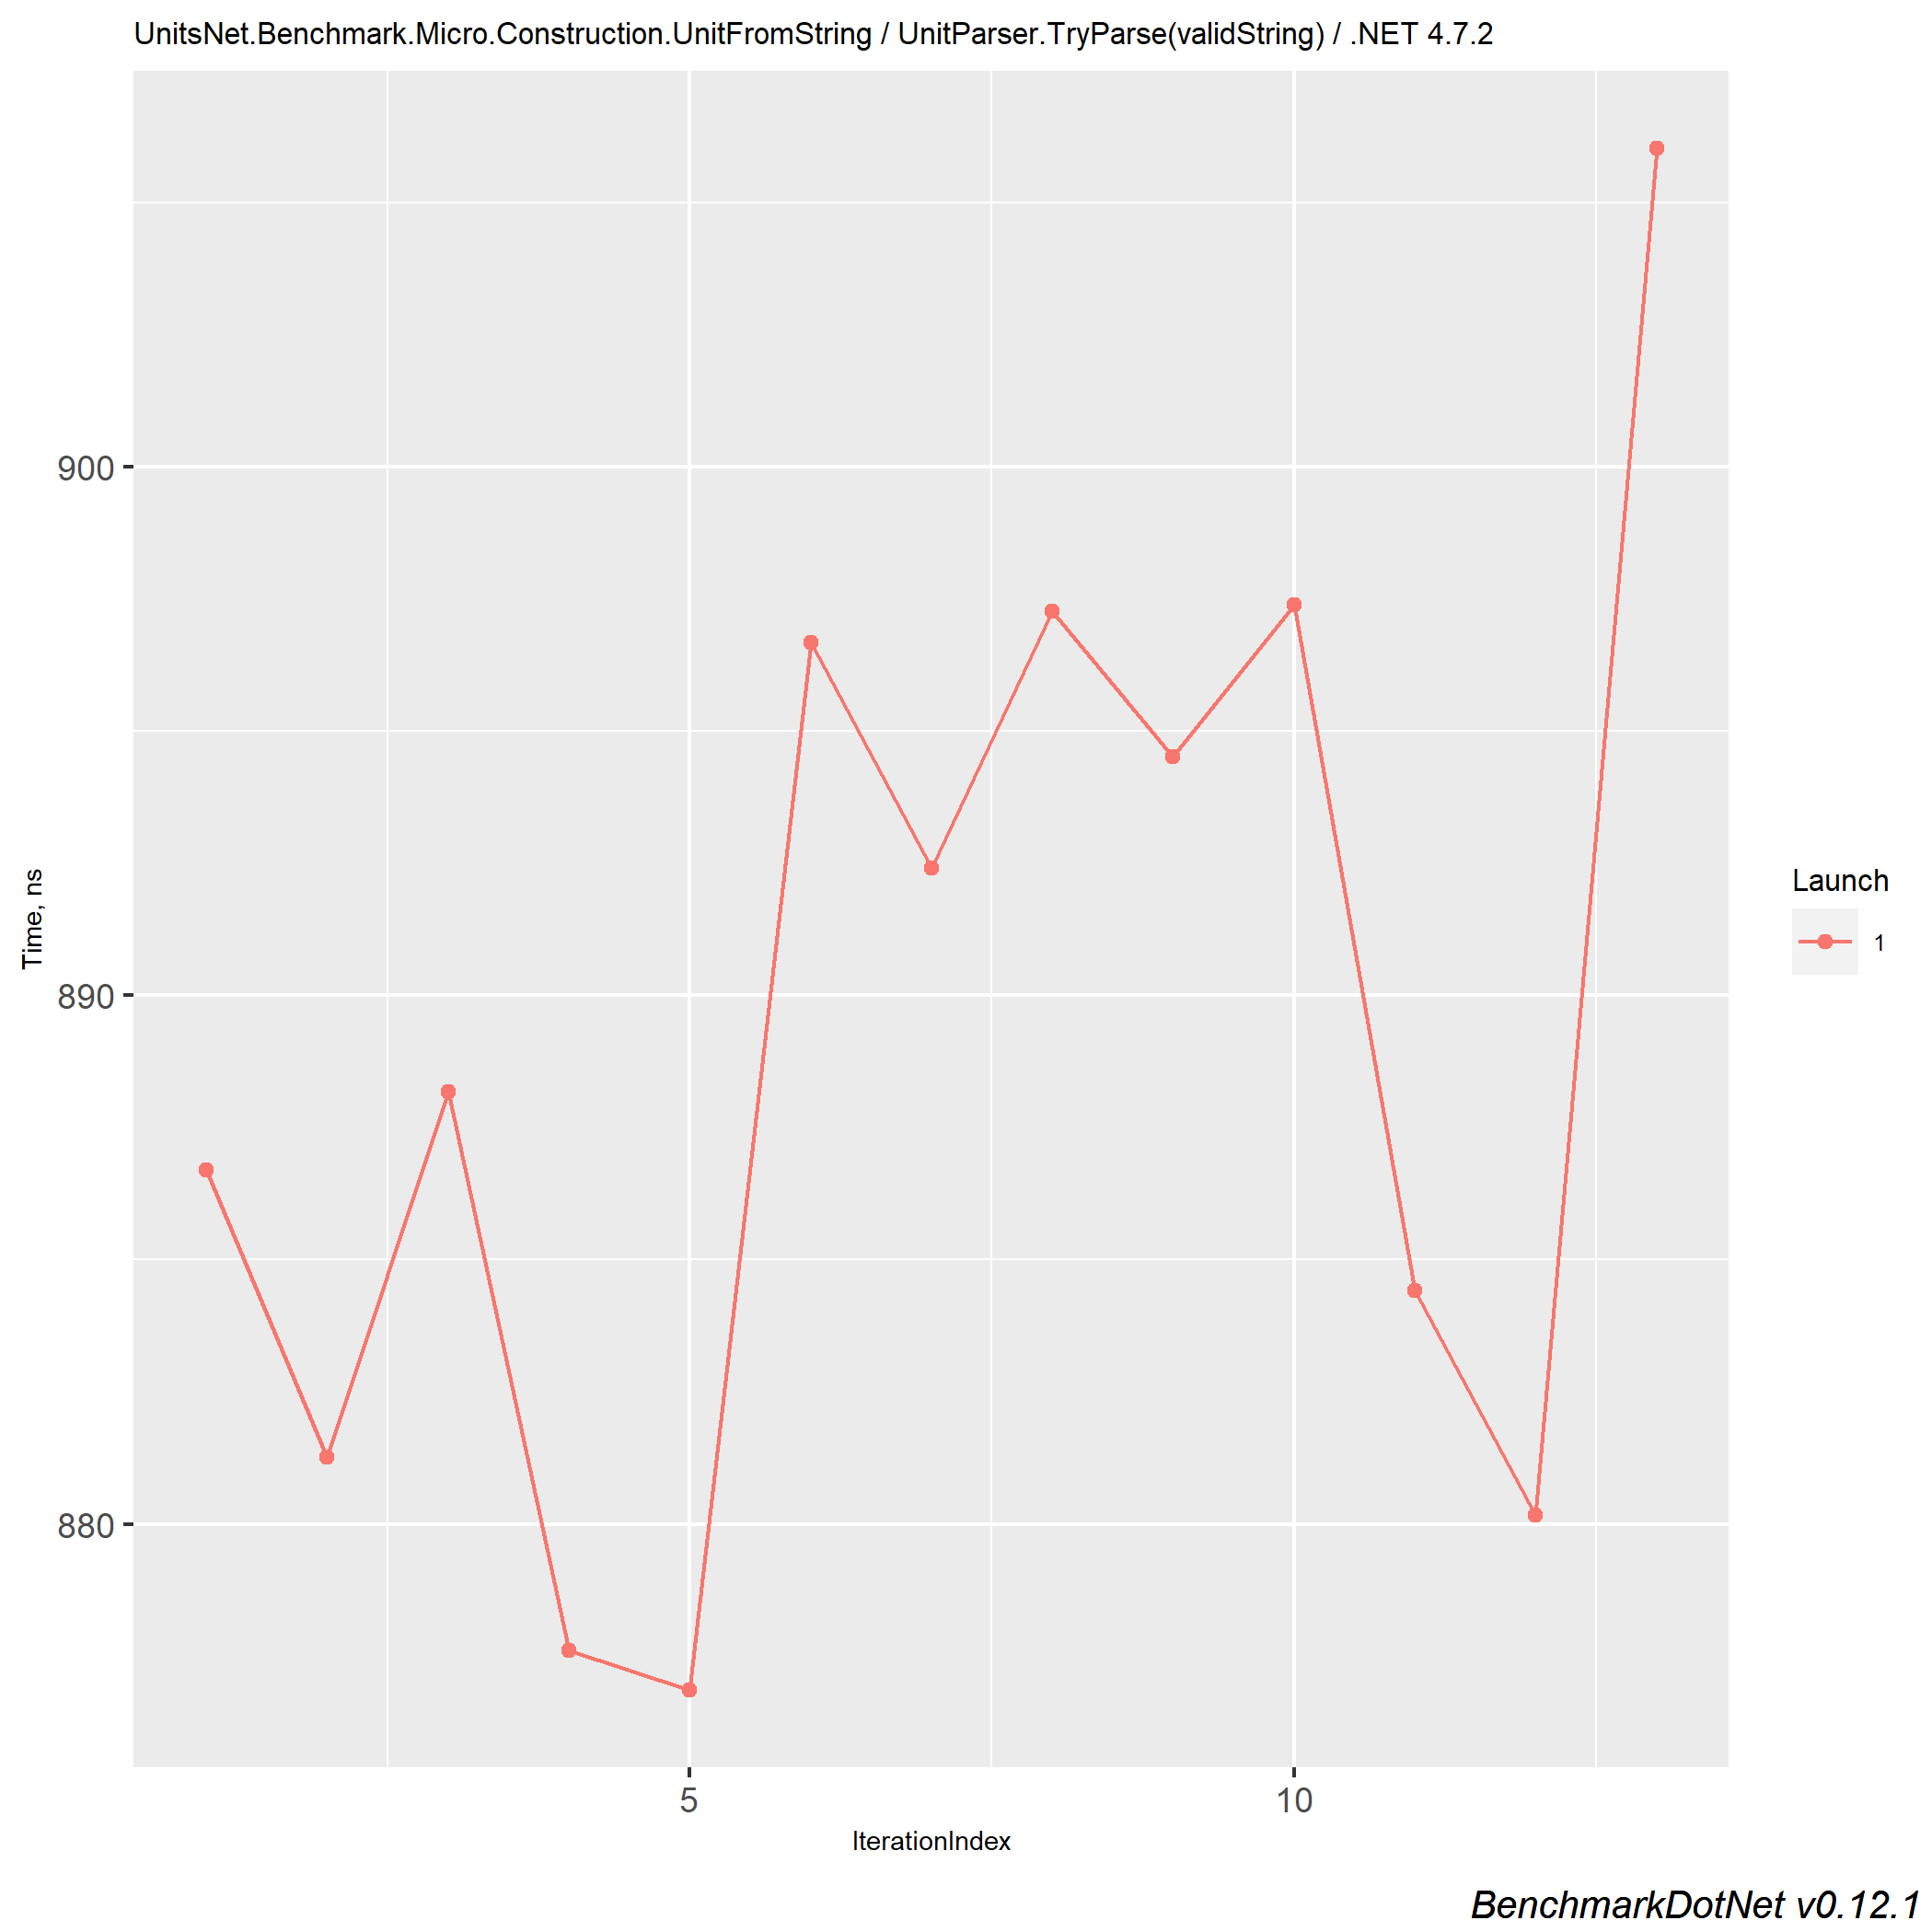 UnitsNet.Benchmark.Micro.Construction.UnitFromString / UnitParser.TryParse(validString) / .NET 4.7.2
900
890
880
Time, ns
5
10
IterationIndex
Launch
1
BenchmarkDotNet v0.12.1